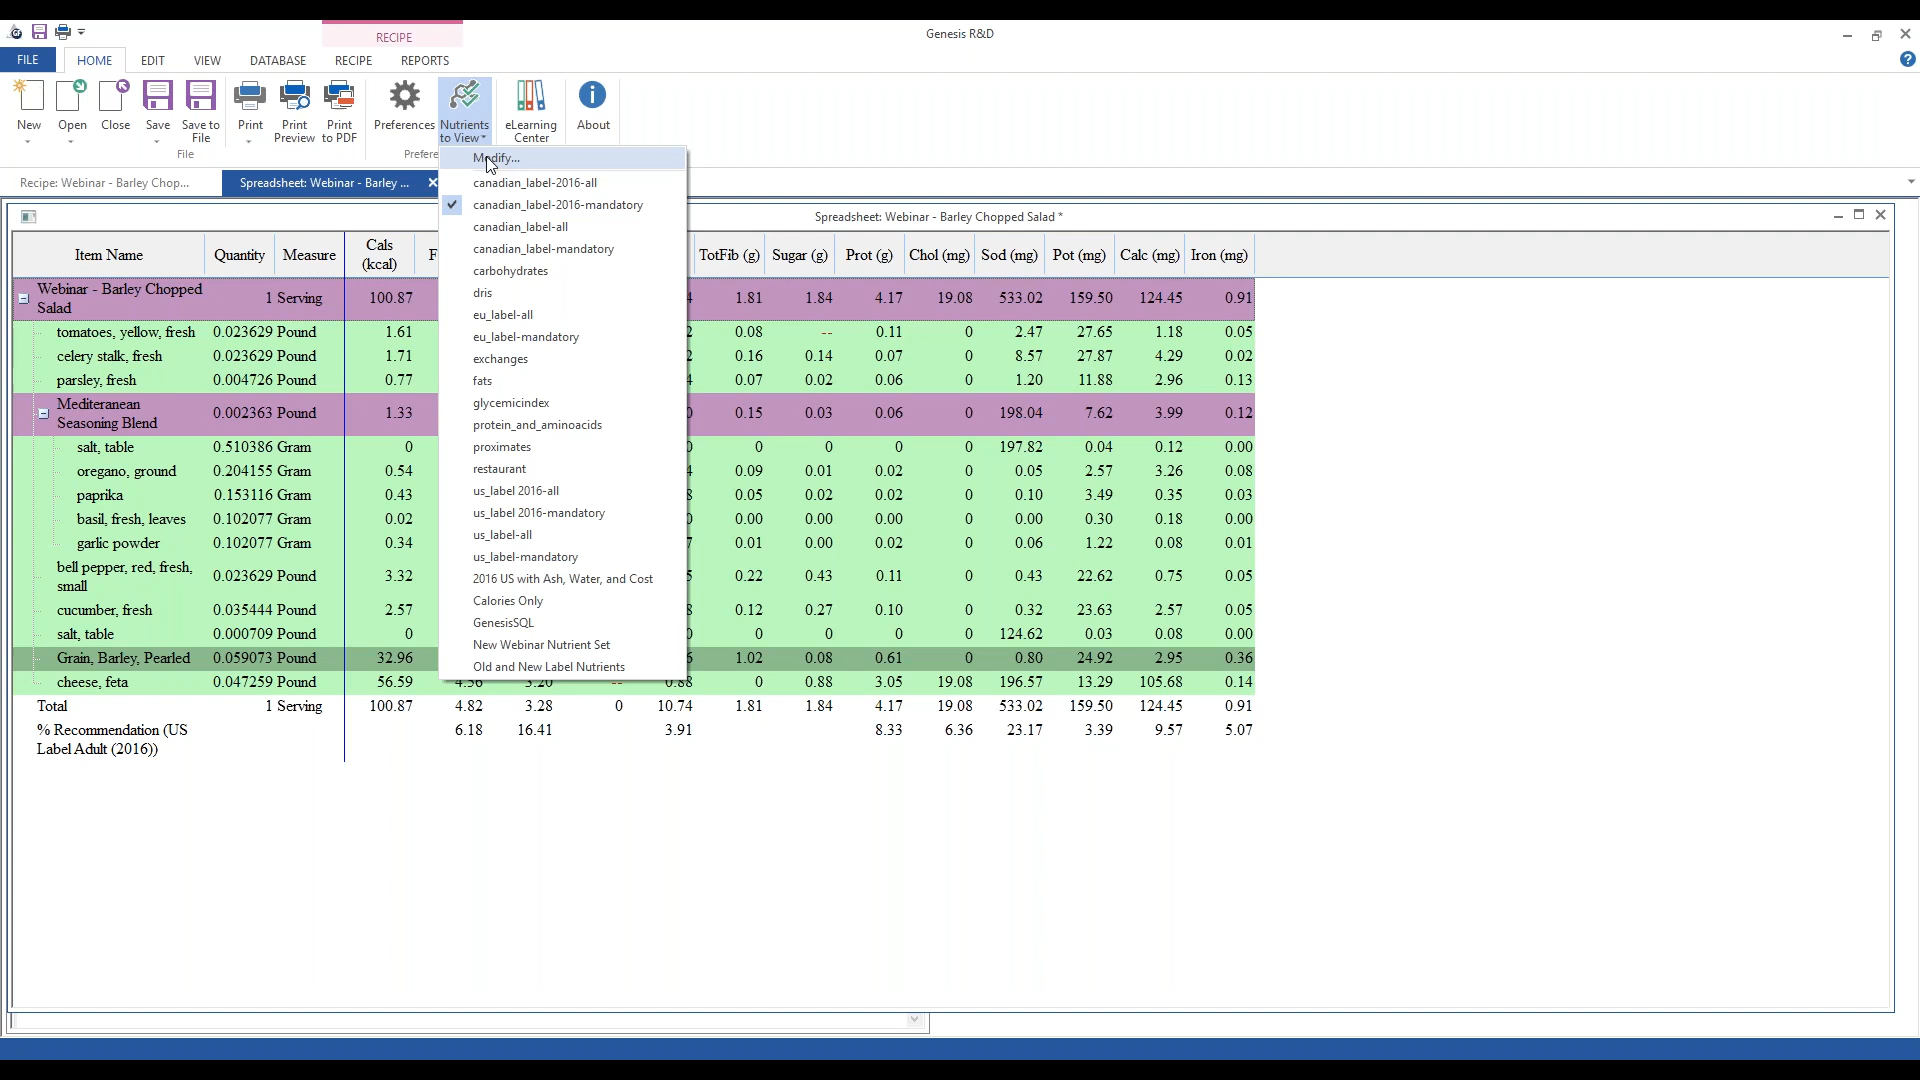 RECIPE
Genesis R&D
FILE HOME EDIT VIEW DATABASE RECIPE REPORTS
New Open Close Save Save to File Print Print Preview Print to PDF Preferences Nutrients to View eLearning Center About
File Prefere
Recipe: Webinar - Barley Chop... Spreadsheet: Webinar - Barley ...
Spreadsheet: Webinar - Barley Chopped Salad *
Modify...
canadian_label-2016-all
canadian_label-2016-mandatory
canadian_label-all
canadian_label-mandatory
carbohydrates
dris
eu_label-all
eu_label-mandatory
exchanges
fats
glycemicindex
protein_and_aminoacids
proximates
restaurant
us_label 2016-all
us_label 2016-mandatory
us_label-all
us_label-mandatory
2016 US with Ash, Water, and Cost
Calories Only
GenesisSQL
New Webinar Nutrient Set
Old and New Label Nutrients
Item Name Quantity Measure Cals (kcal) F TotFib (g) Sugar (g) Prot (g) Chol (mg) Sod (mg) Pot (mg) Calc (mg) Iron (mg)
Webinar - Barley Chopped Salad 1 Serving 100.87 4 1.81 1.84 4.17 19.08 533.02 159.50 124.45 0.91
tomatoes, yellow, fresh 0.023629 Pound 1.61 2 0.08 -- 0.11 0 2.47 27.65 1.18 0.05
celery stalk, fresh 0.023629 Pound 1.71 2 0.16 0.14 0.07 0 8.57 27.87 4.29 0.02
parsley, fresh 0.004726 Pound 0.77 4 0.07 0.02 0.06 0 1.20 11.88 2.96 0.13
Mediteranean Seasoning Blend 0.002363 Pound 1.33 0 0.15 0.03 0.06 0 198.04 7.62 3.99 0.12
salt, table 0.510386 Gram 0 0 0 0 0 0 197.82 0.04 0.12 0.00
oregano, ground 0.204155 Gram 0.54 4 0.09 0.01 0.02 0 0.05 2.57 3.26 0.08
paprika 0.153116 Gram 0.43 8 0.05 0.02 0.02 0 0.10 3.49 0.35 0.03
basil, fresh, leaves 0.102077 Gram 0.02 0 0.00 0.00 0.00 0 0.00 0.30 0.18 0.00
garlic powder 0.102077 Gram 0.34 7 0.01 0.00 0.02 0 0.06 1.22 0.08 0.01
bell pepper, red, fresh, small 0.023629 Pound 3.32 5 0.22 0.43 0.11 0 0.43 22.62 0.75 0.05
cucumber, fresh 0.035444 Pound 2.57 8 0.12 0.27 0.10 0 0.32 23.63 2.57 0.05
salt, table 0.000709 Pound 0 0 0 0 0 0 124.62 0.03 0.08 0.00
Grain, Barley, Pearled 0.059073 Pound 32.96 6 1.02 0.08 0.61 0 0.80 24.92 2.95 0.36
cheese, feta 0.047259 Pound 56.59 4.56 3.20 -- 0.88 0 0.88 3.05 19.08 196.57 13.29 105.68 0.14
Total 1 Serving 100.87 4.82 3.28 0 10.74 1.81 1.84 4.17 19.08 533.02 159.50 124.45 0.91
% Recommendation (US Label Adult (2016)) 6.18 16.41 3.91 8.33 6.36 23.17 3.39 9.57 5.07